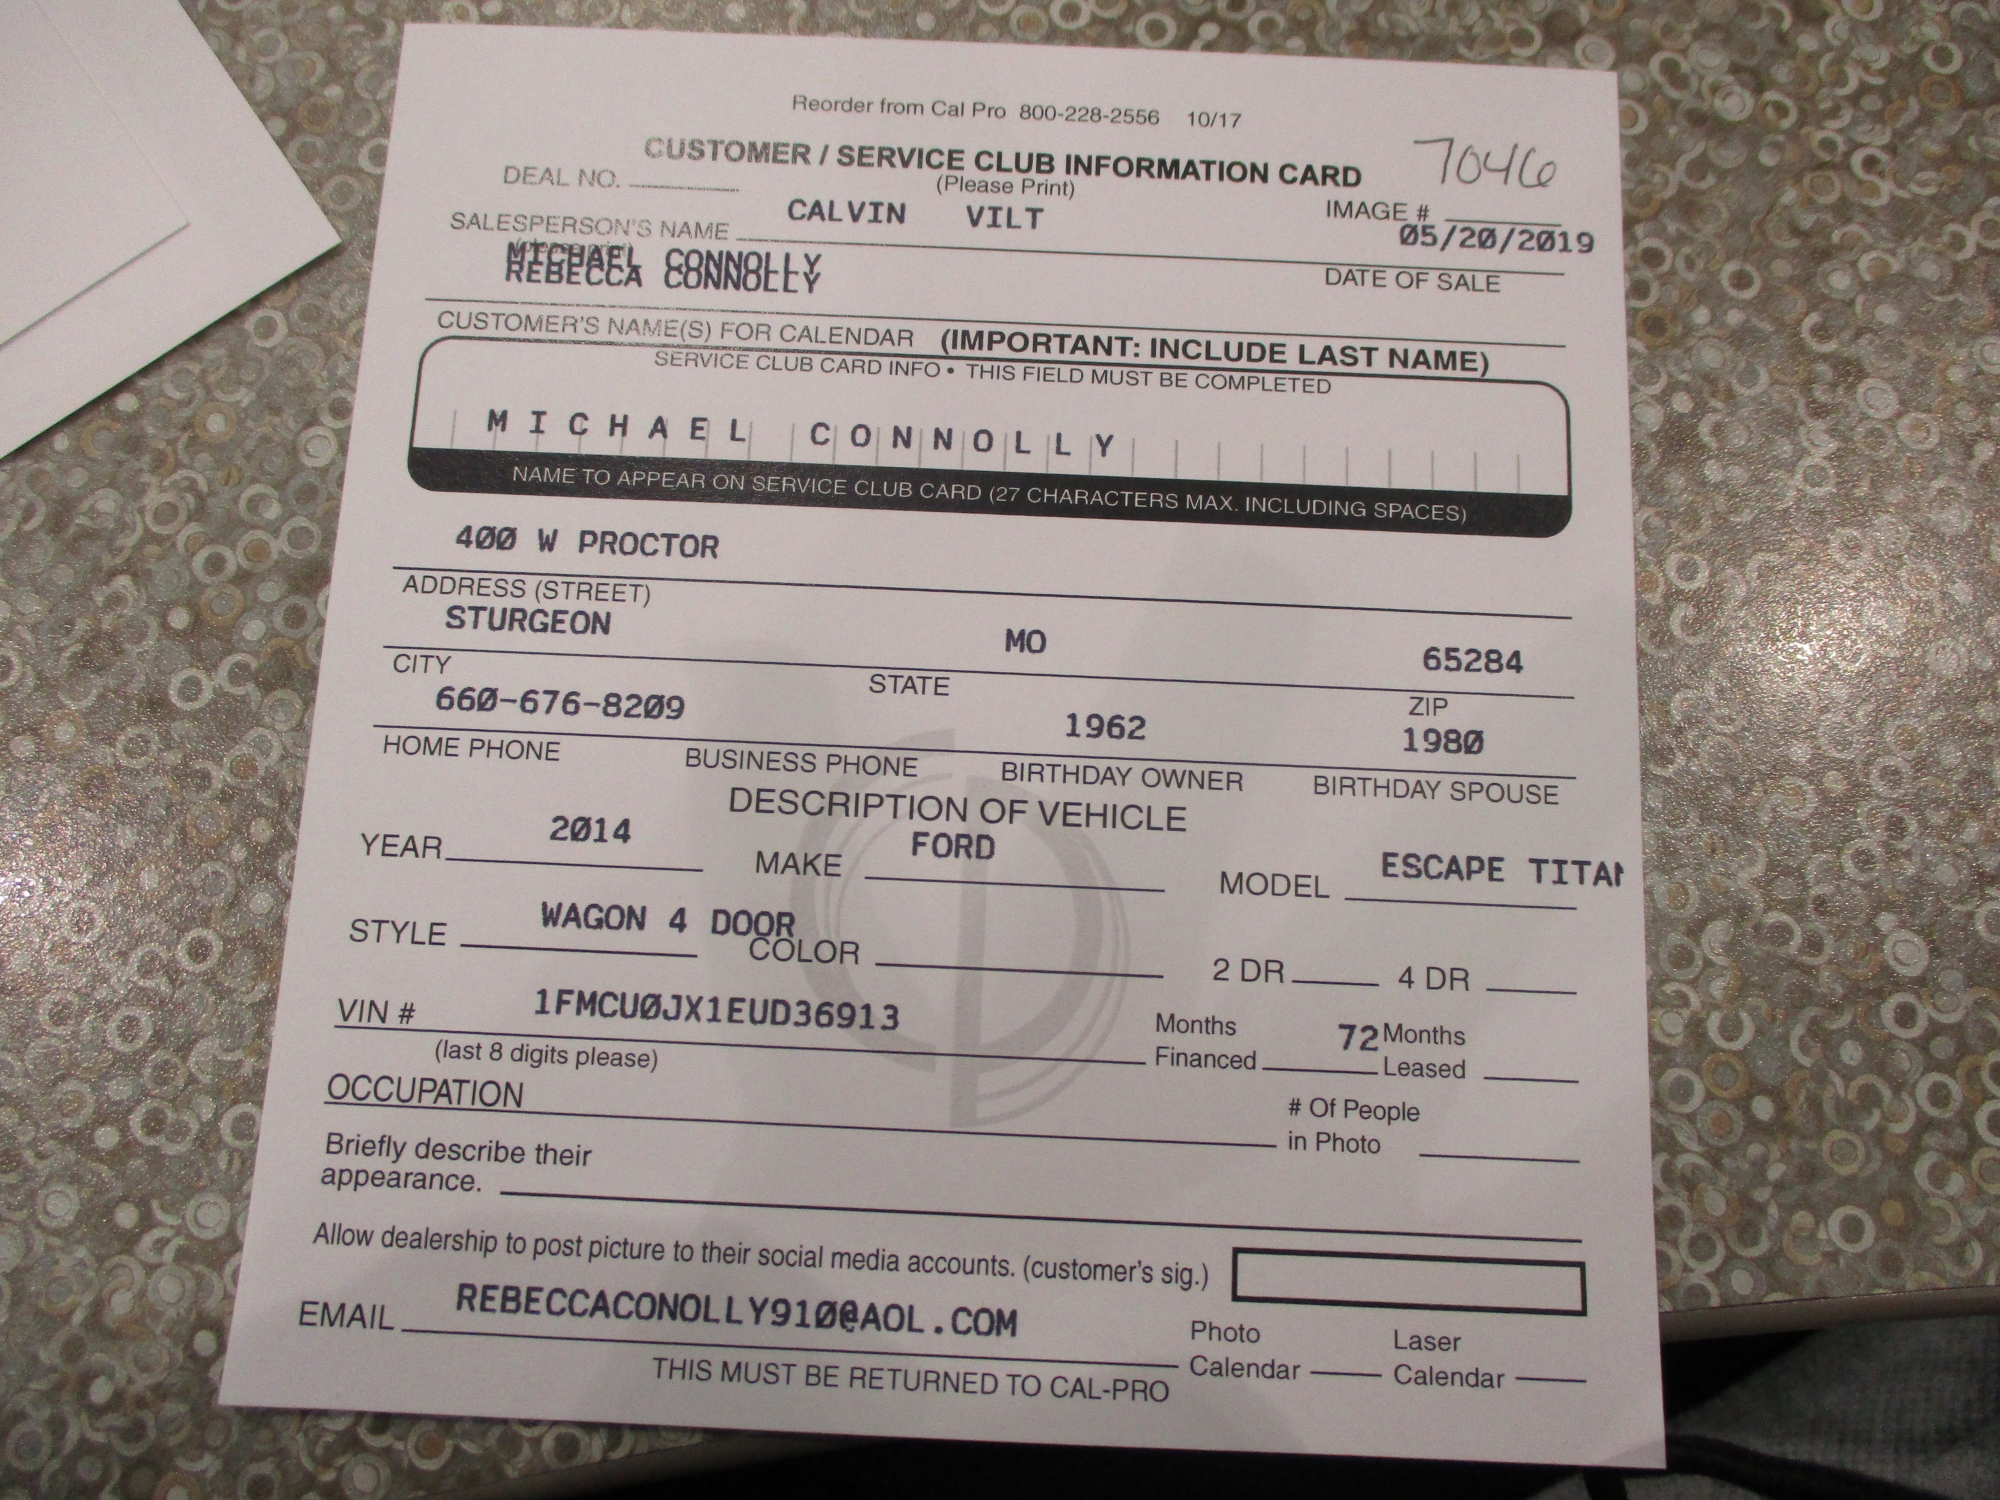 Reorder from Cal Pro 800-228-2556 10/17
CUSTOMER / SERVICE CLUB INFORMATION CARD 7046
DEAL NO. (Please Print)
CALVIN VILT IMAGE #
SALESPERSON'S NAME 05/20/2019
(please print)
MICHAEL CONNOLLY
REBECCA CONNOLLY DATE OF SALE
CUSTOMER'S NAME(S) FOR CALENDAR (IMPORTANT: INCLUDE LAST NAME)
SERVICE CLUB CARD INFO • THIS FIELD MUST BE COMPLETED
MICHAEL CONNOLLY
NAME TO APPEAR ON SERVICE CLUB CARD (27 CHARACTERS MAX. INCLUDING SPACES)
400 W PROCTOR
ADDRESS (STREET)
STURGEON MO 65284
CITY STATE ZIP
660-676-8209 1962 1980
HOME PHONE BUSINESS PHONE BIRTHDAY OWNER BIRTHDAY SPOUSE
DESCRIPTION OF VEHICLE
YEAR 2014 MAKE FORD MODEL ESCAPE TITAN
STYLE WAGON 4 DOOR COLOR 2 DR 4 DR
VIN # 1FMCU0JX1EUD36913 Months Financed 72 Months Leased
(last 8 digits please)
OCCUPATION # Of People in Photo
Briefly describe their
appearance.
Allow dealership to post picture to their social media accounts. (customer's sig.)
EMAIL REBECCACONOLLY910@AOL.COM Photo Calendar Laser Calendar
THIS MUST BE RETURNED TO CAL-PRO